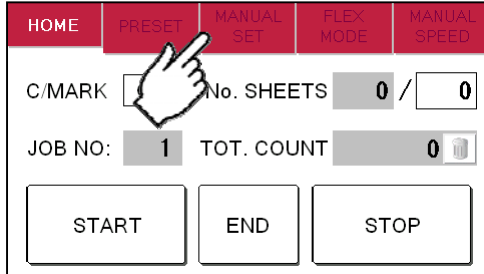 HOME PRESET MANUAL SET FLEX MODE MANUAL SPEED
C/MARK No. SHEETS 0 / 0
JOB NO: 1 TOT. COUNT 0
START END STOP